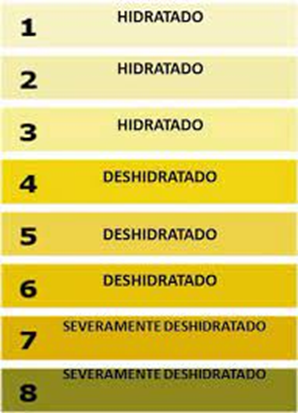 1 HIDRATADO
2 HIDRATADO
3 HIDRATADO
4 DESHIDRATADO
5 DESHIDRATADO
6 DESHIDRATADO
7 SEVERAMENTE DESHIDRATADO
8 SEVERAMENTE DESHIDRATADO